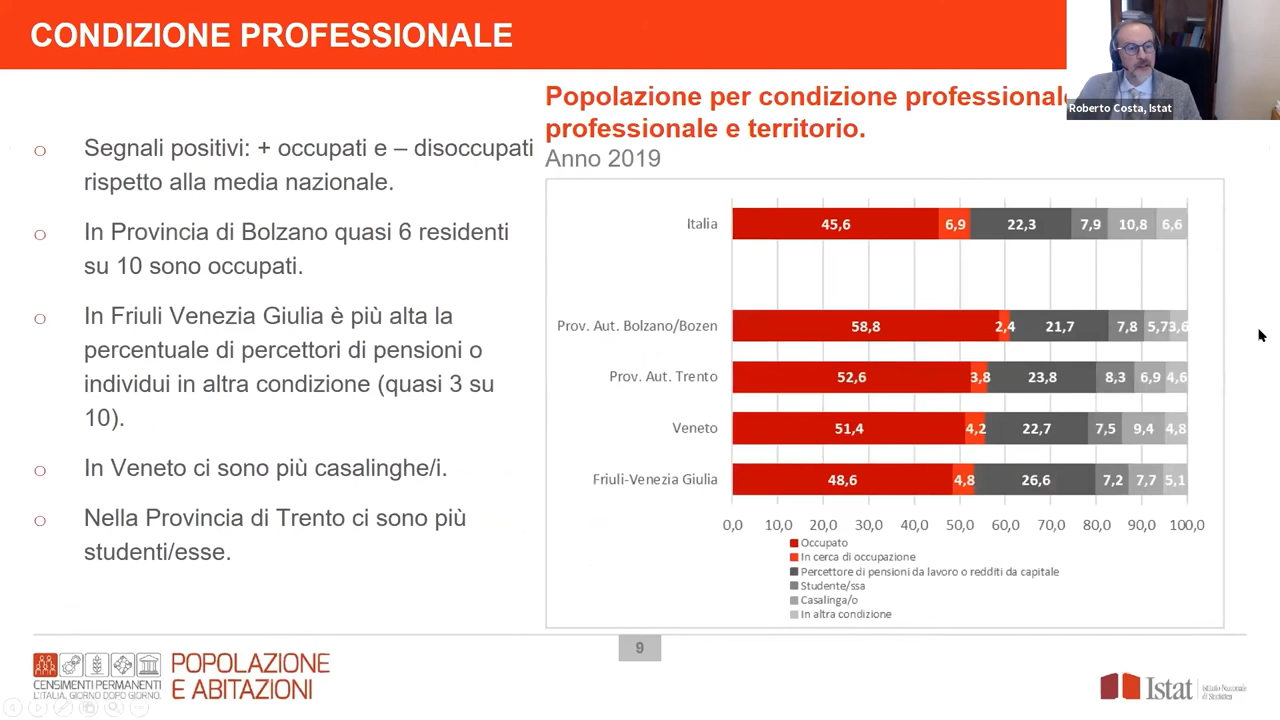 CONDIZIONE PROFESSIONALE
Roberto Costa, Istat
Segnali positivi: + occupati e – disoccupati
rispetto alla media nazionale.
In Provincia di Bolzano quasi 6 residenti
su 10 sono occupati.
In Friuli Venezia Giulia è più alta la
percentuale di percettori di pensioni o
individui in altra condizione (quasi 3 su
10).
In Veneto ci sono più casalinghe/i.
Nella Provincia di Trento ci sono più
studenti/esse.
Popolazione per condizione professionale
professionale e territorio.
Anno 2019
Italia 45,6 6,9 22,3 7,9 10,8 6,6
Prov. Aut. Bolzano/Bozen 58,8 2,4 21,7 7,8 5,7 3,6
Prov. Aut. Trento 52,6 3,8 23,8 8,3 6,9 4,6
Veneto 51,4 4,2 22,7 7,5 9,4 4,8
Friuli-Venezia Giulia 48,6 4,8 26,6 7,2 7,7 5,1
0,0 10,0 20,0 30,0 40,0 50,0 60,0 70,0 80,0 90,0 100,0
Occupato
In cerca di occupazione
Percettore di pensioni da lavoro o redditi da capitale
Studente/ssa
Casalinga/o
In altra condizione
9
CENSIMENTI PERMANENTI
L'ITALIA, GIORNO DOPO GIORNO.
POPOLAZIONE
E ABITAZIONI
Istat
Istituto Nazionale
di Statistica